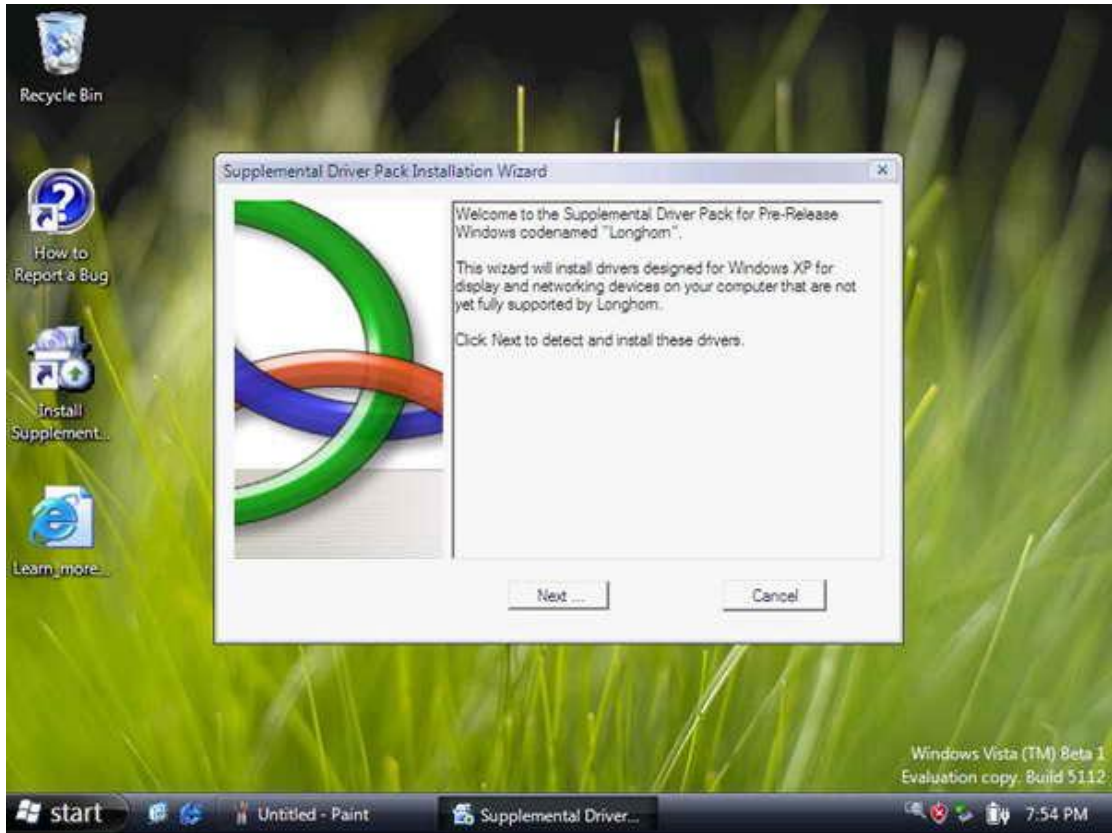 Recycle Bin
How to
Report a Bug
Install
Supplement...
Learn_more...
Supplemental Driver Pack Installation Wizard
Welcome to the Supplemental Driver Pack for Pre-Release
Windows codenamed "Longhorn".
This wizard will install drivers designed for Windows XP for
display and networking devices on your computer that are not
yet fully supported by Longhorn.
Click Next to detect and install these drivers.
Next ...
Cancel
Windows Vista (TM) Beta 1
Evaluation copy. Build 5112
start
Untitled - Paint
Supplemental Driver...
7:54 PM